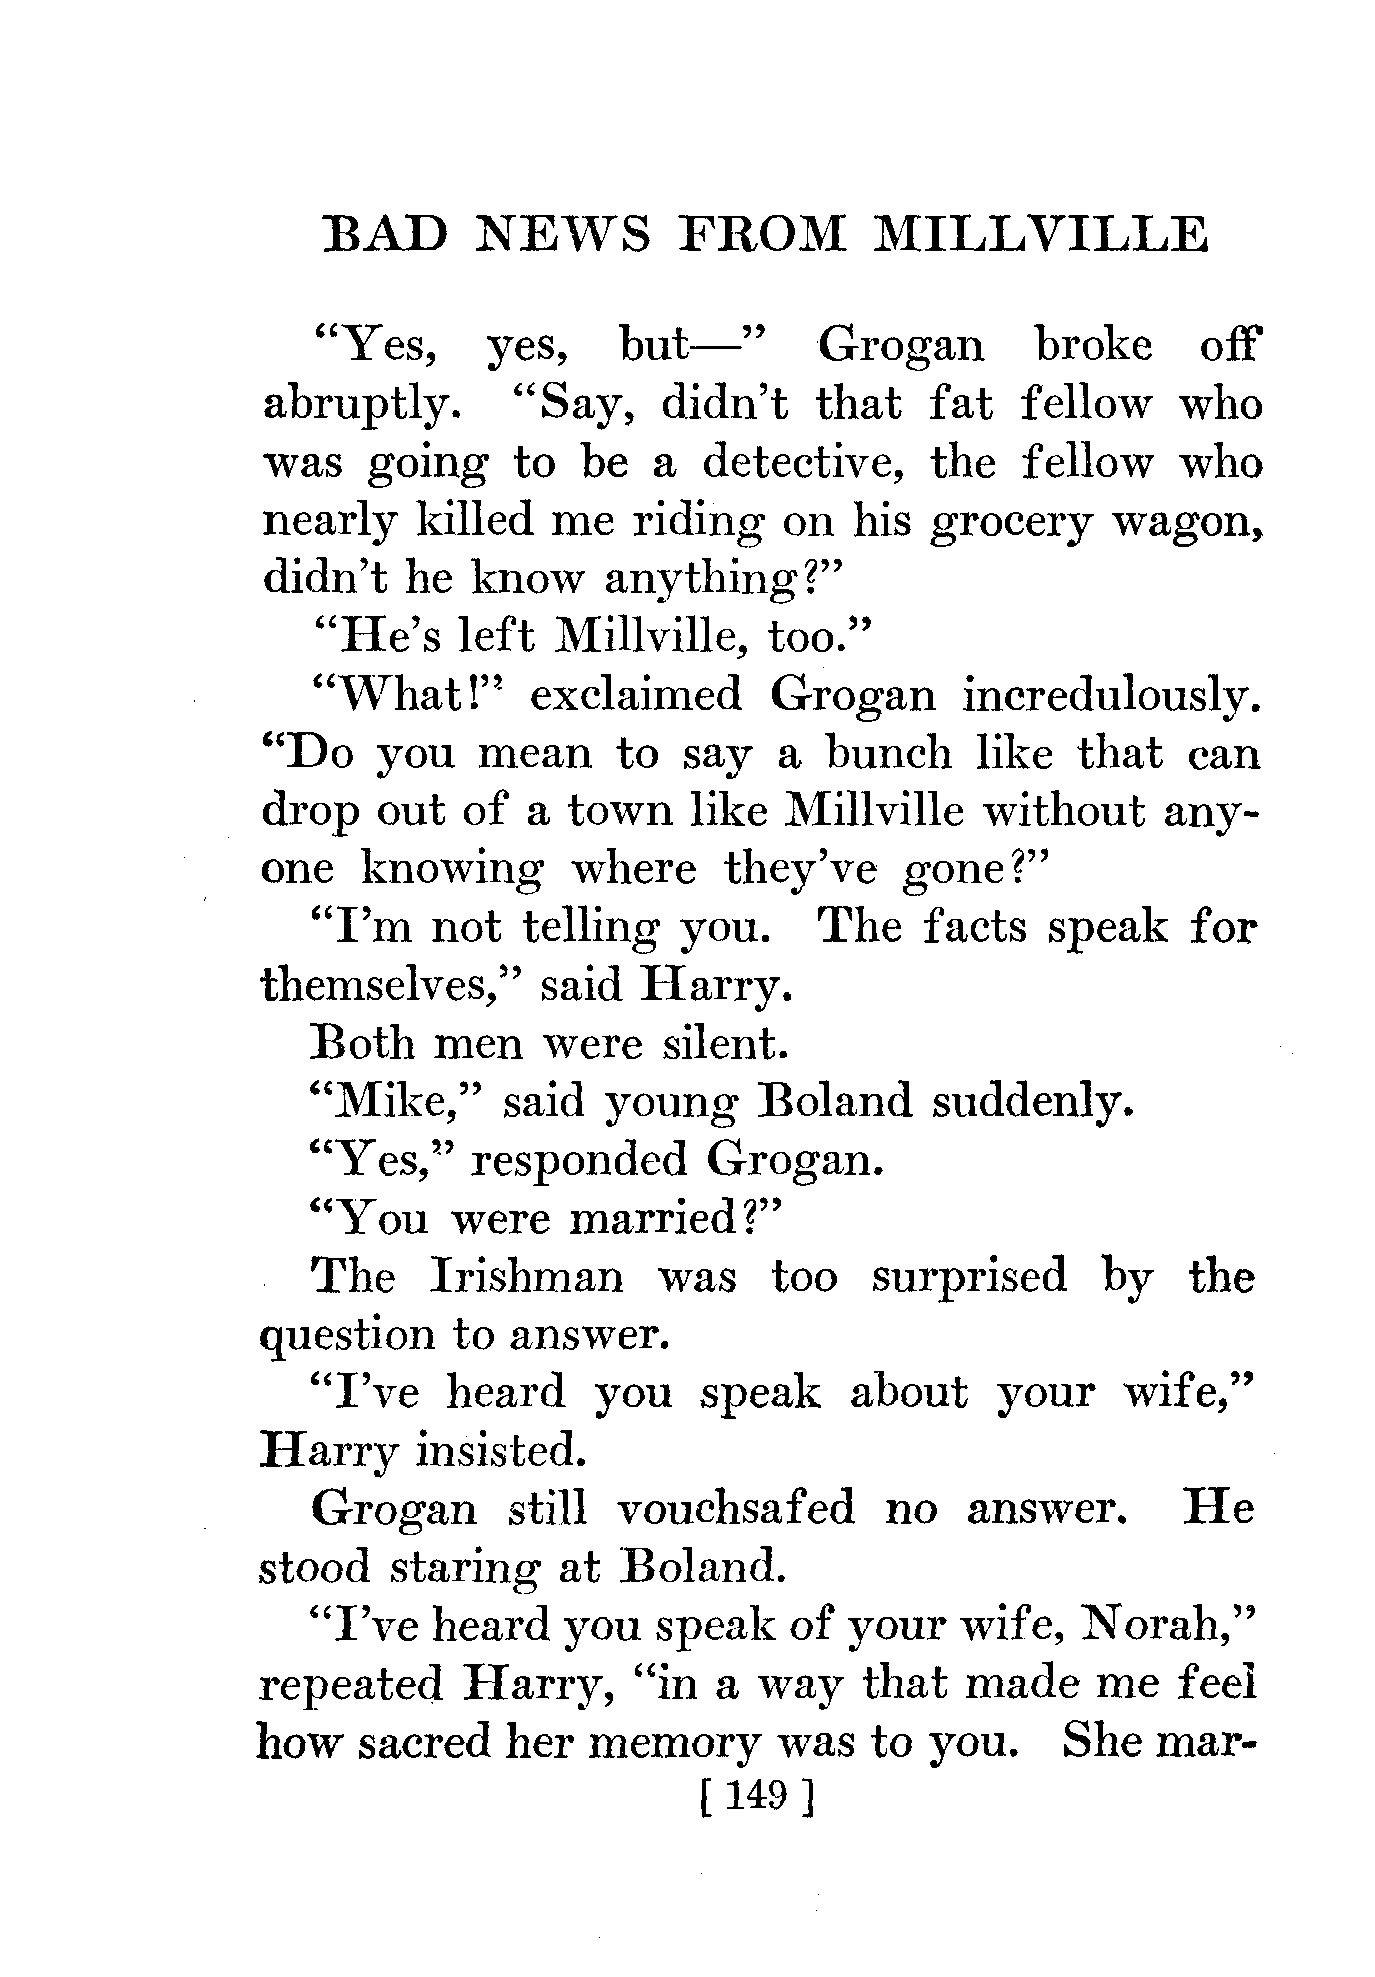 BAD NEWS FROM MILLVILLE
“Yes, yes, but—” Grogan broke off
abruptly. “Say, didn’t that fat fellow who
was going to be a detective, the fellow who
nearly killed me riding on his grocery wagon,
didn’t he know anything?”
“He’s left Millville, too.”
“What!” exclaimed Grogan incredulously.
“Do you mean to say a bunch like that can
drop out of a town like Millville without any-
one knowing where they’ve gone?”
“I’m not telling you. The facts speak for
themselves,” said Harry.
Both men were silent.
“Mike,” said young Boland suddenly.
“Yes,” responded Grogan.
“You were married?”
The Irishman was too surprised by the
question to answer.
“I’ve heard you speak about your wife,”
Harry insisted.
Grogan still vouchsafed no answer. He
stood staring at Boland.
“I’ve heard you speak of your wife, Norah,”
repeated Harry, “in a way that made me feel
how sacred her memory was to you. She mar-
[ 149 ]